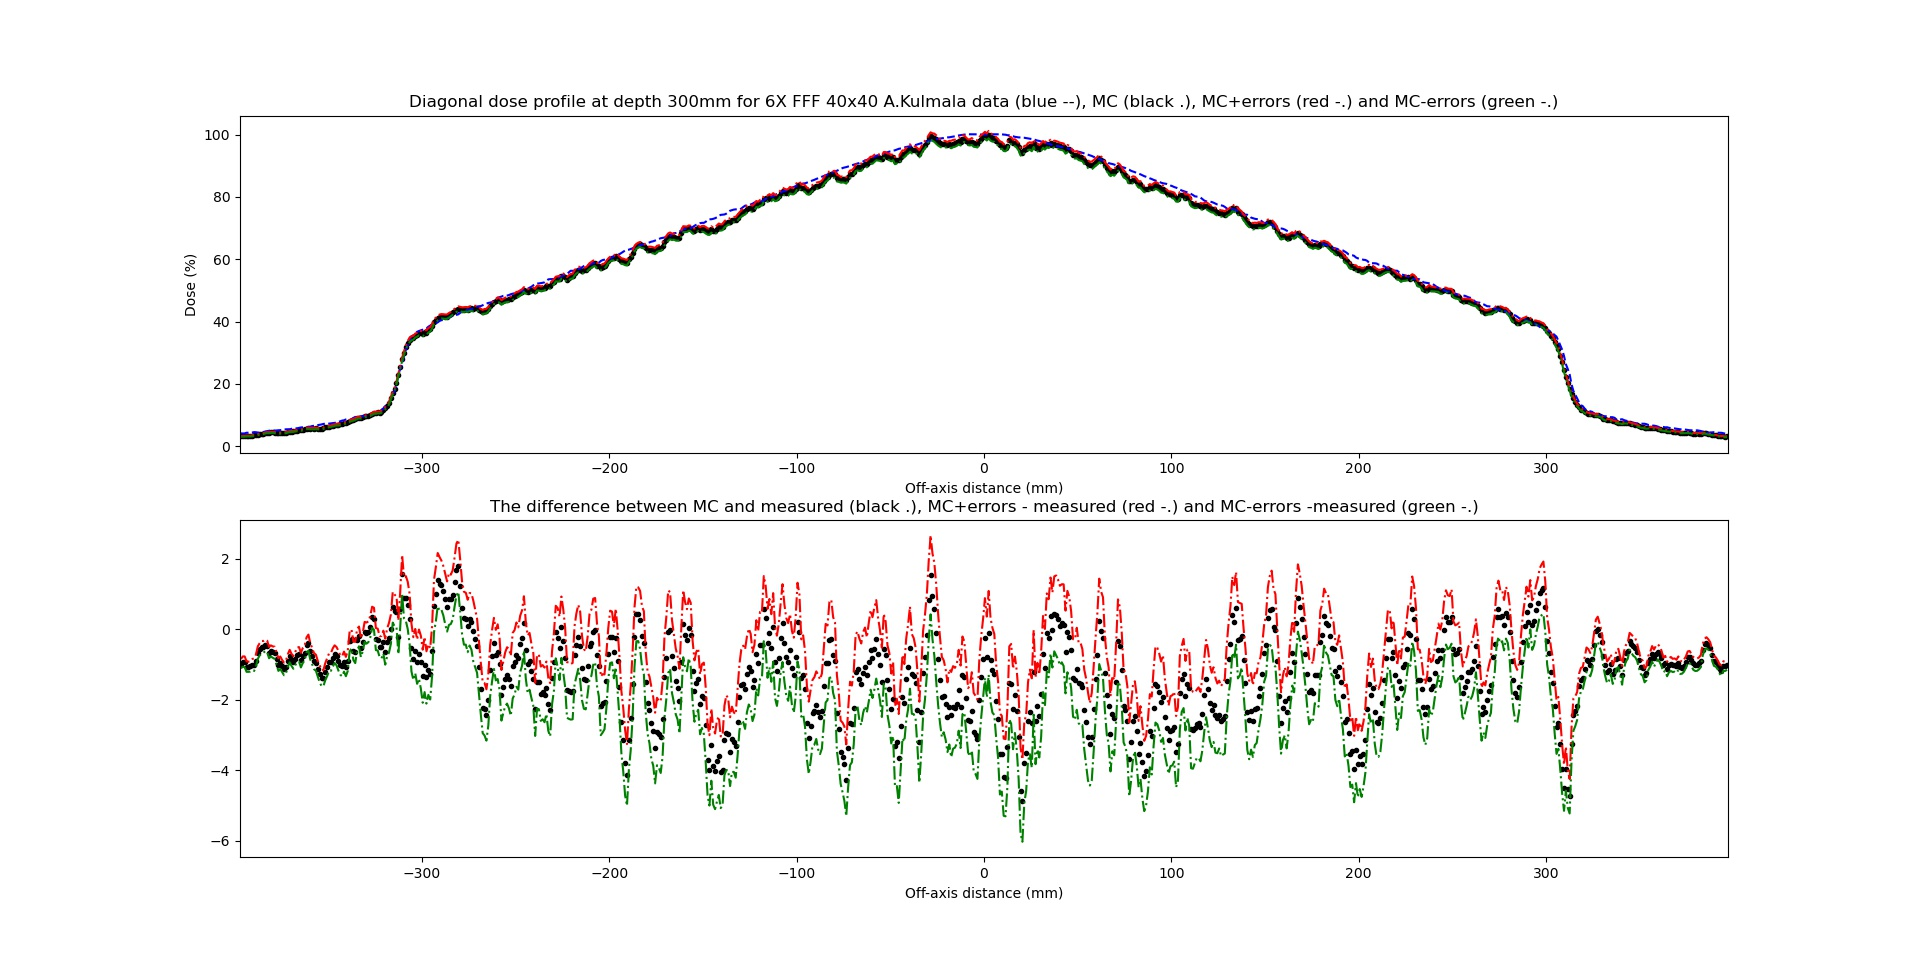 Diagonal dose profile at depth 300mm for 6X FFF 40x40 A.Kulmala data (blue --), MC (black .), MC+errors (red -.) and MC-errors (green -.)
100
80
60
40
20
0
Dose (%)
−300 −200 −100 0 100 200 300
Off-axis distance (mm)
The difference between MC and measured (black .), MC+errors - measured (red -.) and MC-errors -measured (green -.)
2
0
−2
−4
−6
−300 −200 −100 0 100 200 300
Off-axis distance (mm)